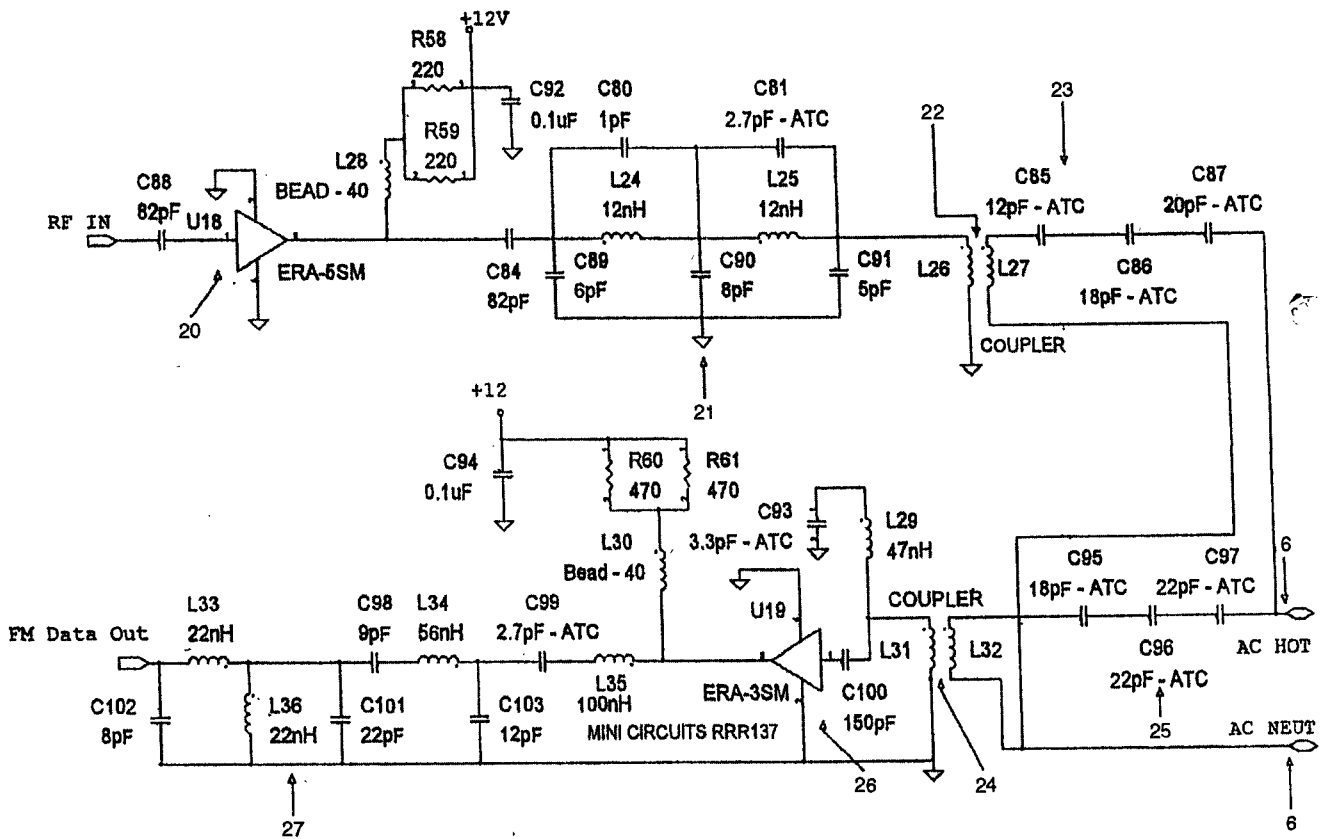 +12V
R58
220
C92
0.1uF
C80
1pF
C81
2.7pF - ATC
22
23
R59
220
L28
BEAD - 40
C88
82pF
U18
RF IN
L24
12nH
L25
12nH
C85
12pF - ATC
C87
20pF - ATC
ERA-5SM
20
C84
82pF
C89
6pF
C90
8pF
C91
5pF
L26
L27
C86
18pF - ATC
COUPLER
21
+12
C94
0.1uF
R60
470
R61
470
C93
3.3pF - ATC
L29
47nH
L30
Bead - 40
U19
COUPLER
C95
18pF - ATC
C97
22pF - ATC
6
FM Data Out
L33
22nH
C98
9pF
L34
56nH
C99
2.7pF - ATC
L31
L32
AC HOT
C96
22pF - ATC
25
C102
8pF
L36
22nH
C101
22pF
C103
12pF
L35
100nH
MINI CIRCUITS RRR137
ERA-3SM
C100
150pF
AC NEUT
26
24
27
6